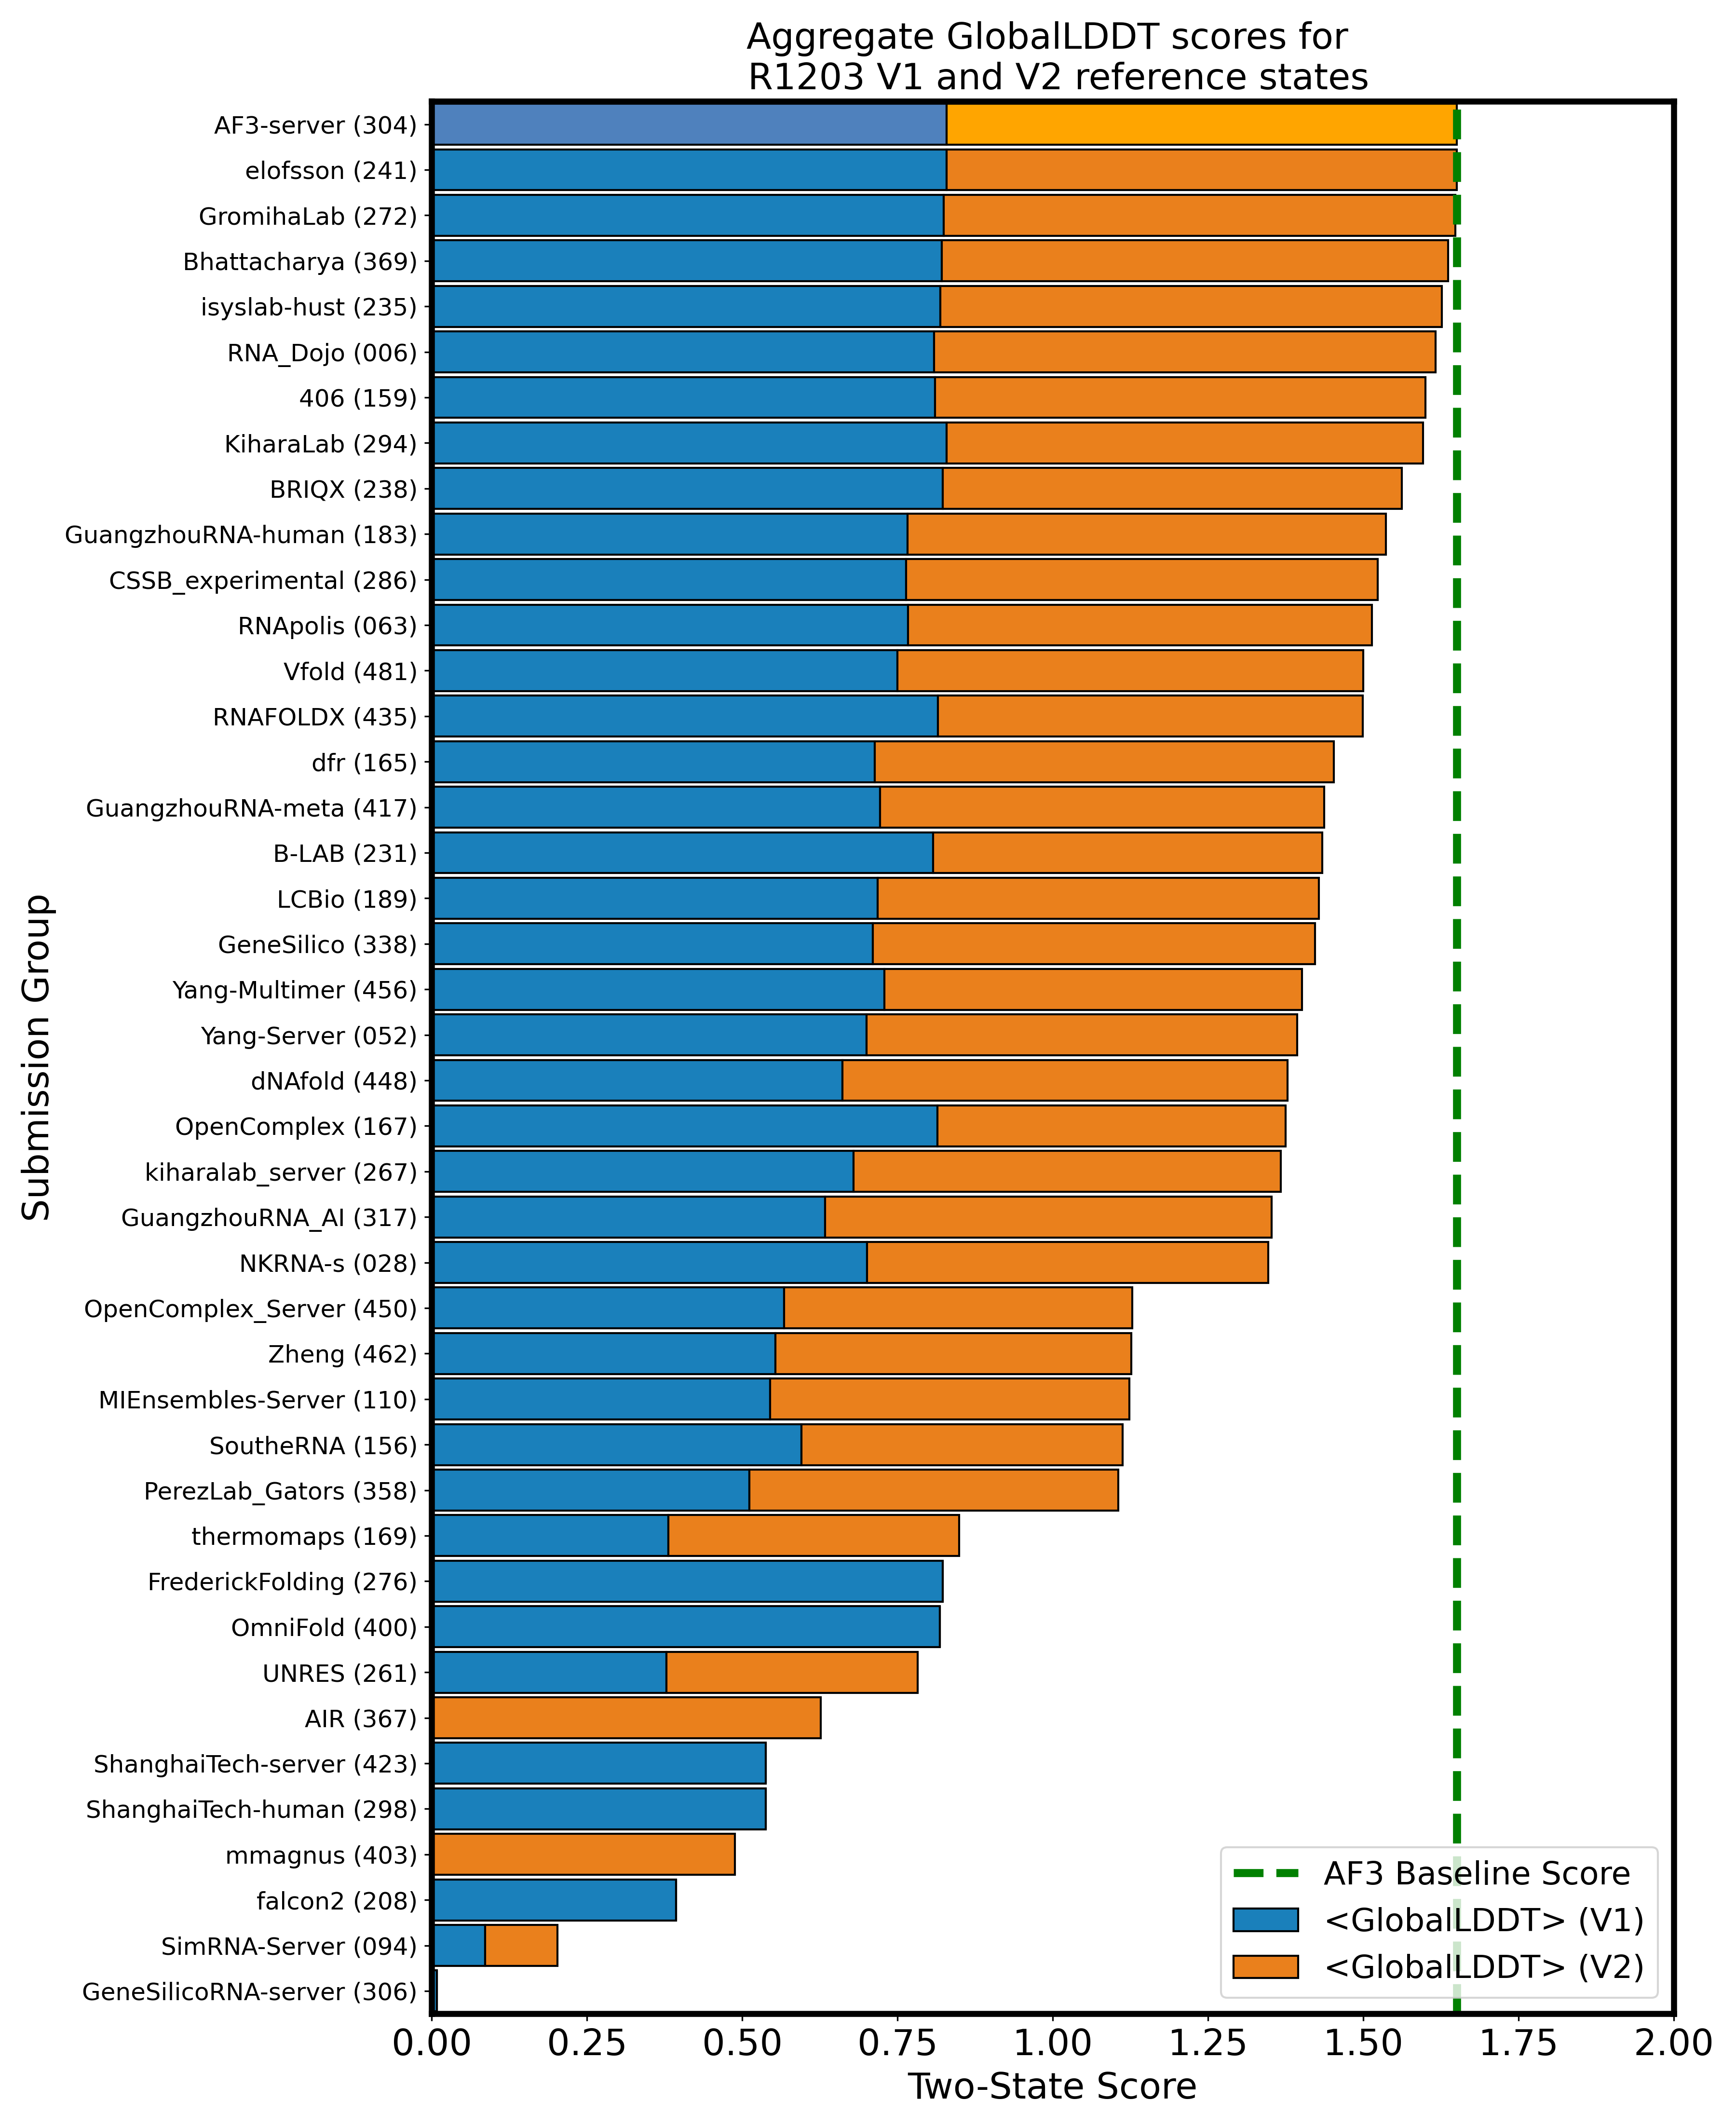 Aggregate GlobalLDDT scores for
R1203 V1 and V2 reference states
AF3-server (304)
elofsson (241)
GromihaLab (272)
Bhattacharya (369)
isyslab-hust (235)
RNA_Dojo (006)
406 (159)
KiharaLab (294)
BRIQX (238)
GuangzhouRNA-human (183)
CSSB_experimental (286)
RNApolis (063)
Vfold (481)
RNAFOLDX (435)
dfr (165)
GuangzhouRNA-meta (417)
B-LAB (231)
LCBio (189)
GeneSilico (338)
Yang-Multimer (456)
Yang-Server (052)
dNAfold (448)
OpenComplex (167)
kiharalab_server (267)
GuangzhouRNA_AI (317)
NKRNA-s (028)
OpenComplex_Server (450)
Zheng (462)
MIEnsembles-Server (110)
SoutheRNA (156)
PerezLab_Gators (358)
thermomaps (169)
FrederickFolding (276)
OmniFold (400)
UNRES (261)
AIR (367)
ShanghaiTech-server (423)
ShanghaiTech-human (298)
mmagnus (403)
falcon2 (208)
SimRNA-Server (094)
GeneSilicoRNA-server (306)
Submission Group
AF3 Baseline Score
<GlobalLDDT> (V1)
<GlobalLDDT> (V2)
0.00 0.25 0.50 0.75 1.00 1.25 1.50 1.75 2.00
Two-State Score